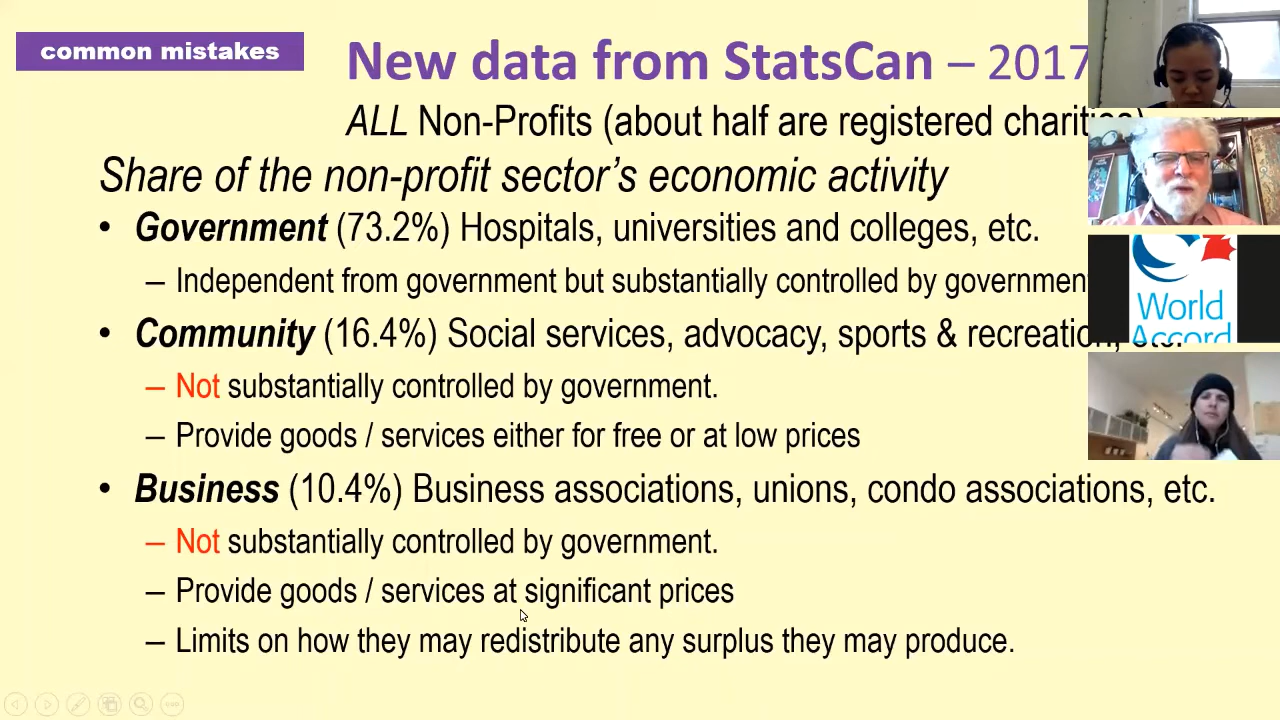 common mistakes
New data from StatsCan – 2017
ALL Non-Profits (about half are registered charities)
Share of the non-profit sector’s economic activity
• Government (73.2%) Hospitals, universities and colleges, etc.
– Independent from government but substantially controlled by government
• Community (16.4%) Social services, advocacy, sports & recreation, etc.
– Not substantially controlled by government.
– Provide goods / services either for free or at low prices
• Business (10.4%) Business associations, unions, condo associations, etc.
– Not substantially controlled by government.
– Provide goods / services at significant prices
– Limits on how they may redistribute any surplus they may produce.
World
Accord